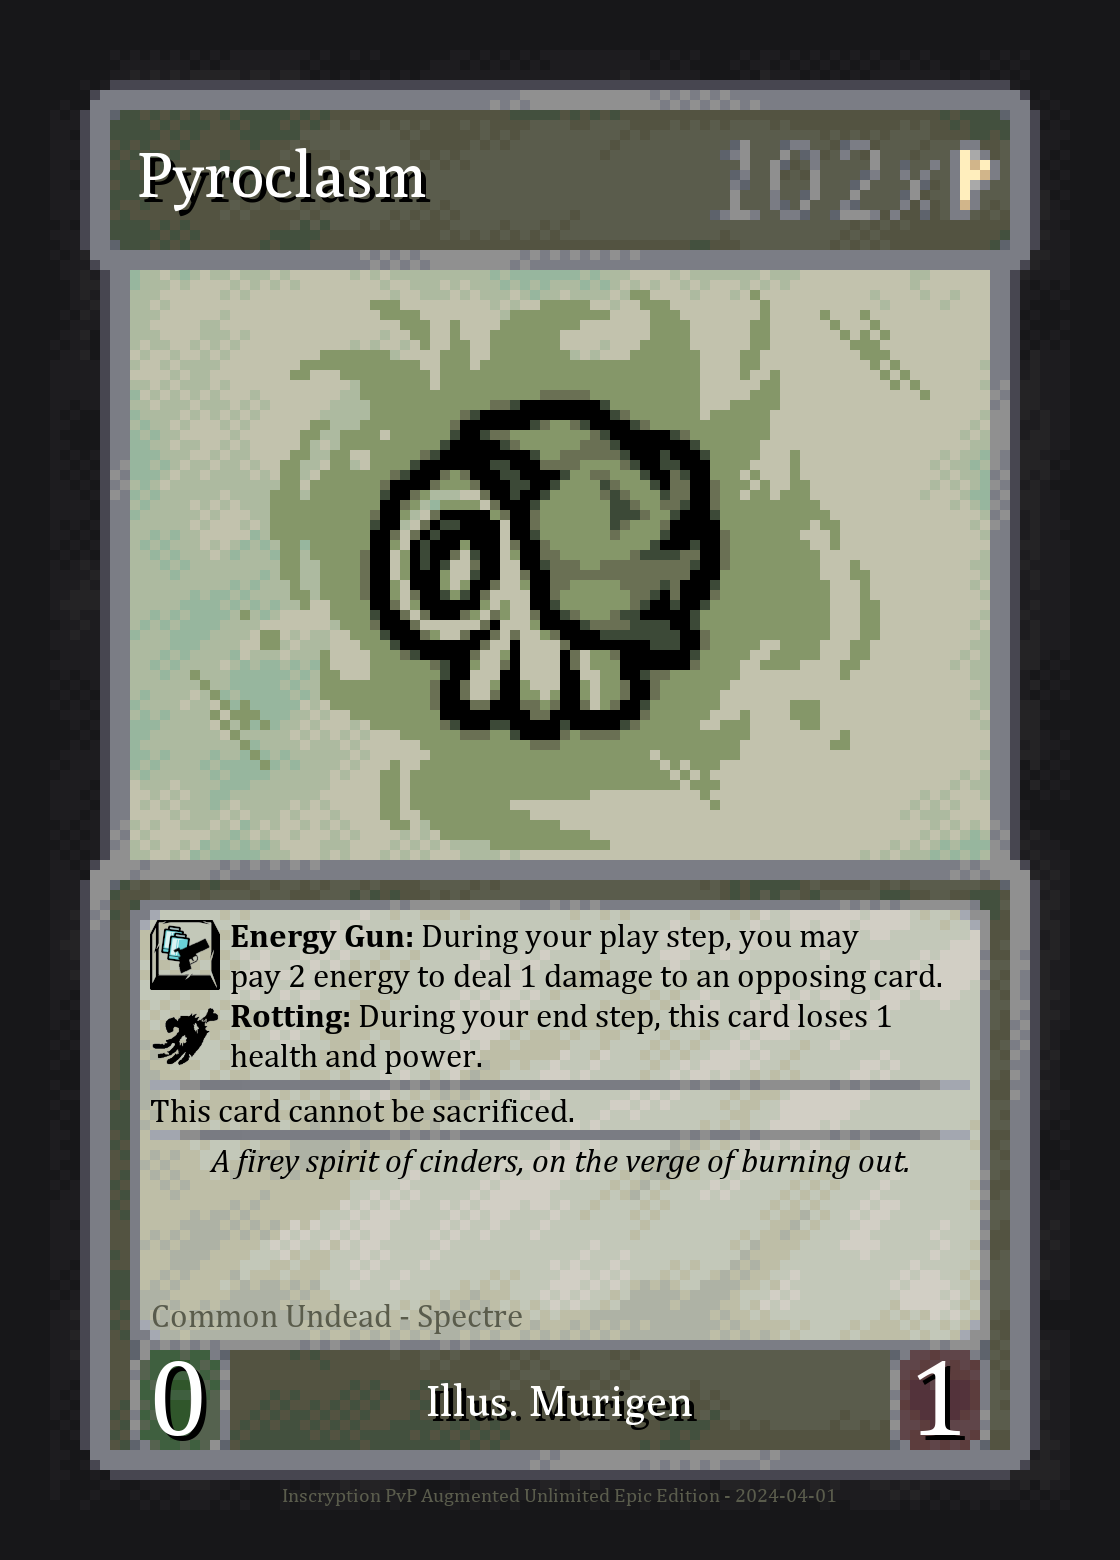 Pyroclasm 102x
Energy Gun: During your play step, you may
pay 2 energy to deal 1 damage to an opposing card.
Rotting: During your end step, this card loses 1
health and power.
This card cannot be sacrificed.
A firey spirit of cinders, on the verge of burning out.
Common Undead - Spectre
0 Illus. Murigen 1
Inscryption PvP Augmented Unlimited Epic Edition - 2024-04-01